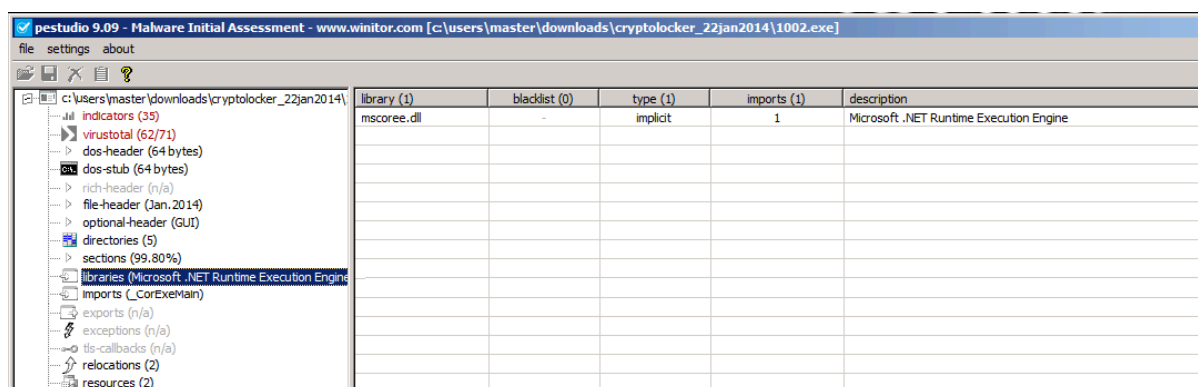 pestudio 9.09 - Malware Initial Assessment - www.winitor.com [c:\users\master\downloads\cryptolocker_22jan2014\1002.exe]
file settings about
c:\users\master\downloads\cryptolocker_22jan2014\
indicators (35)
virustotal (62/71)
dos-header (64 bytes)
dos-stub (64 bytes)
rich-header (n/a)
file-header (Jan.2014)
optional-header (GUI)
directories (5)
sections (99.80%)
libraries (Microsoft .NET Runtime Execution Engine
imports (_CorExeMain)
exports (n/a)
exceptions (n/a)
tls-callbacks (n/a)
relocations (2)
resources (2)
library (1) blacklist (0) type (1) imports (1) description
mscoree.dll - implicit 1 Microsoft .NET Runtime Execution Engine